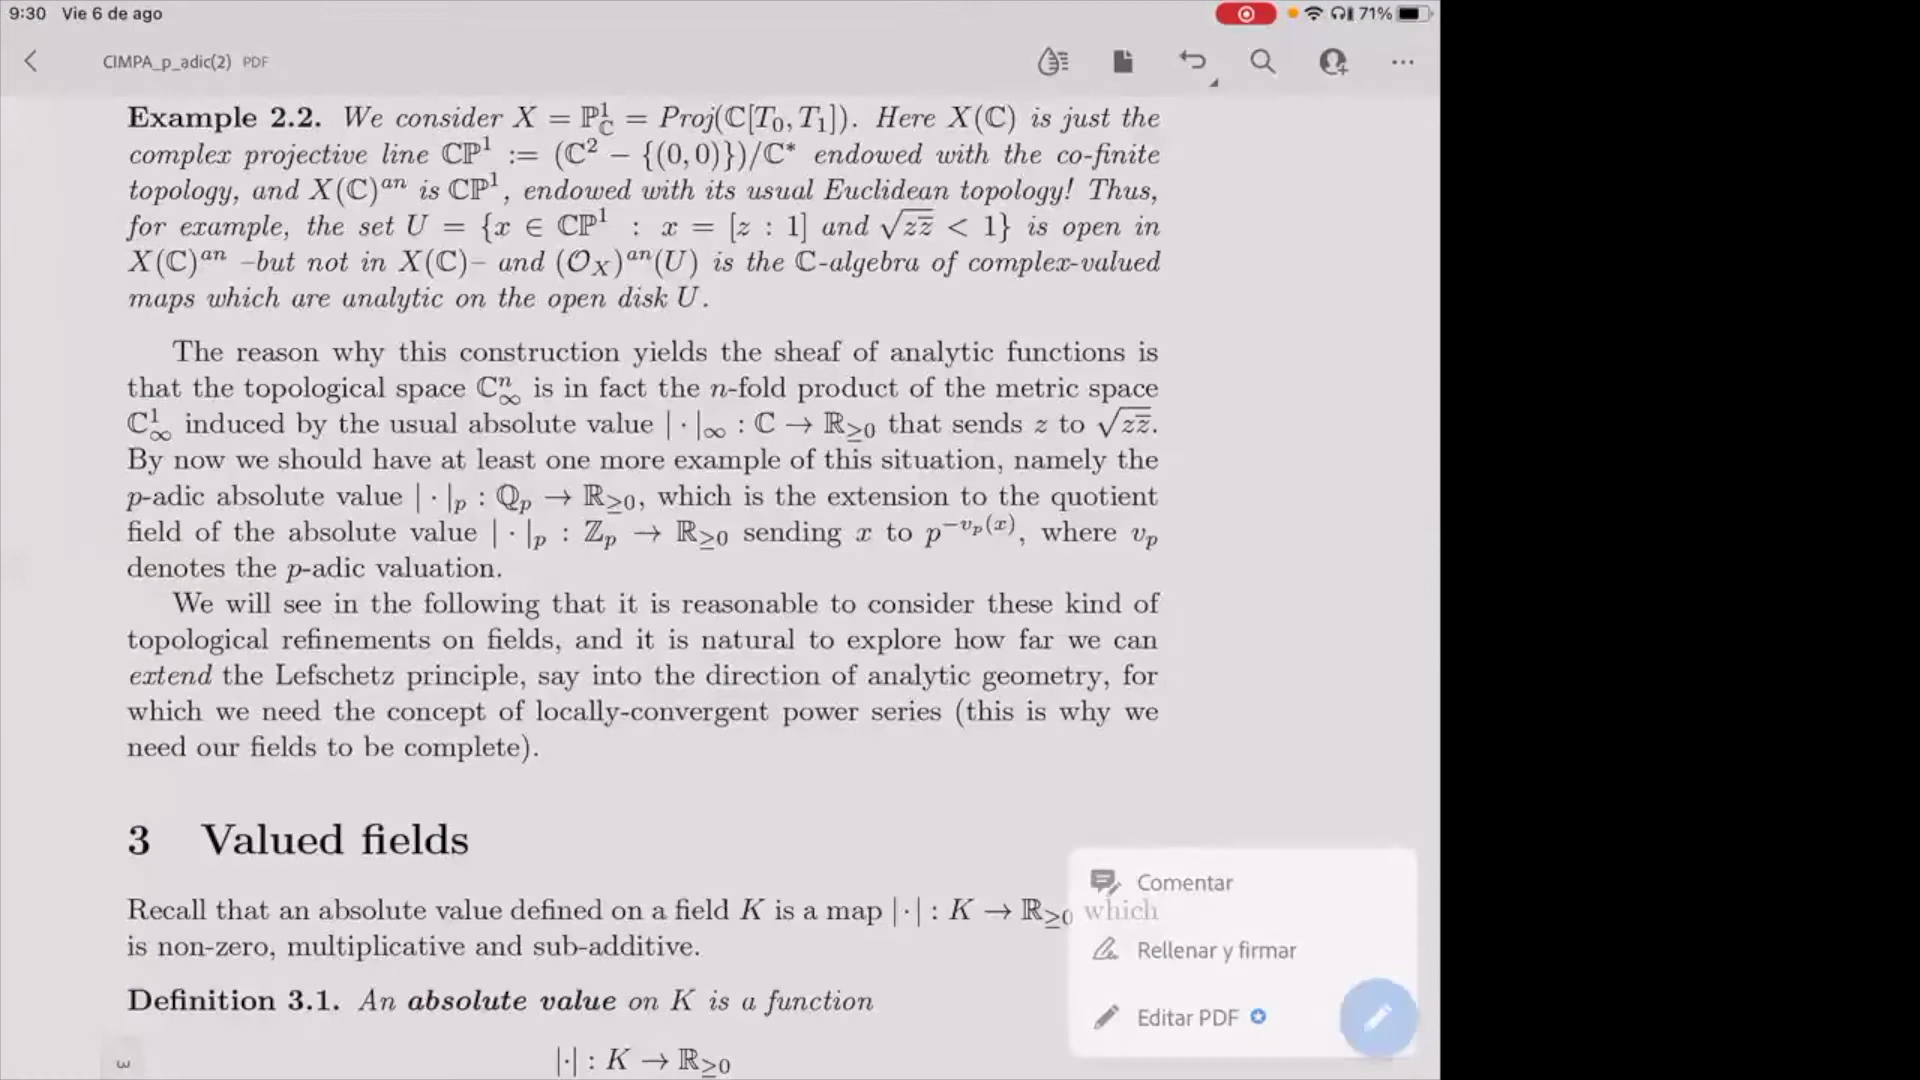 9:30 Vie 6 de ago
71%
CIMPA_p_adic(2) PDF
Example 2.2. We consider X = ℙ¹_ℂ = Proj(ℂ[T₀, T₁]). Here X(ℂ) is just the
complex projective line ℂℙ¹ := (ℂ² − {(0,0)})/ℂ* endowed with the co-finite
topology, and X(ℂ)^{an} is ℂℙ¹, endowed with its usual Euclidean topology! Thus,
for example, the set U = {x ∈ ℂℙ¹ : x = [z : 1] and √(zz̅) < 1} is open in
X(ℂ)^{an} –but not in X(ℂ)– and (𝒪_X)^{an}(U) is the ℂ-algebra of complex-valued
maps which are analytic on the open disk U.
The reason why this construction yields the sheaf of analytic functions is
that the topological space ℂ^n_∞ is in fact the n-fold product of the metric space
ℂ¹_∞ induced by the usual absolute value |·|_∞ : ℂ → ℝ_{≥0} that sends z to √(zz̅).
By now we should have at least one more example of this situation, namely the
p-adic absolute value |·|_p : ℚ_p → ℝ_{≥0}, which is the extension to the quotient
field of the absolute value |·|_p : ℤ_p → ℝ_{≥0} sending x to p^{−v_p(x)}, where v_p
denotes the p-adic valuation.
We will see in the following that it is reasonable to consider these kind of
topological refinements on fields, and it is natural to explore how far we can
extend the Lefschetz principle, say into the direction of analytic geometry, for
which we need the concept of locally-convergent power series (this is why we
need our fields to be complete).
3 Valued fields
Recall that an absolute value defined on a field K is a map |·| : K → ℝ_{≥0} which
is non-zero, multiplicative and sub-additive.
Definition 3.1. An absolute value on K is a function
|·| : K → ℝ_{≥0}
Comentar
Rellenar y firmar
Editar PDF